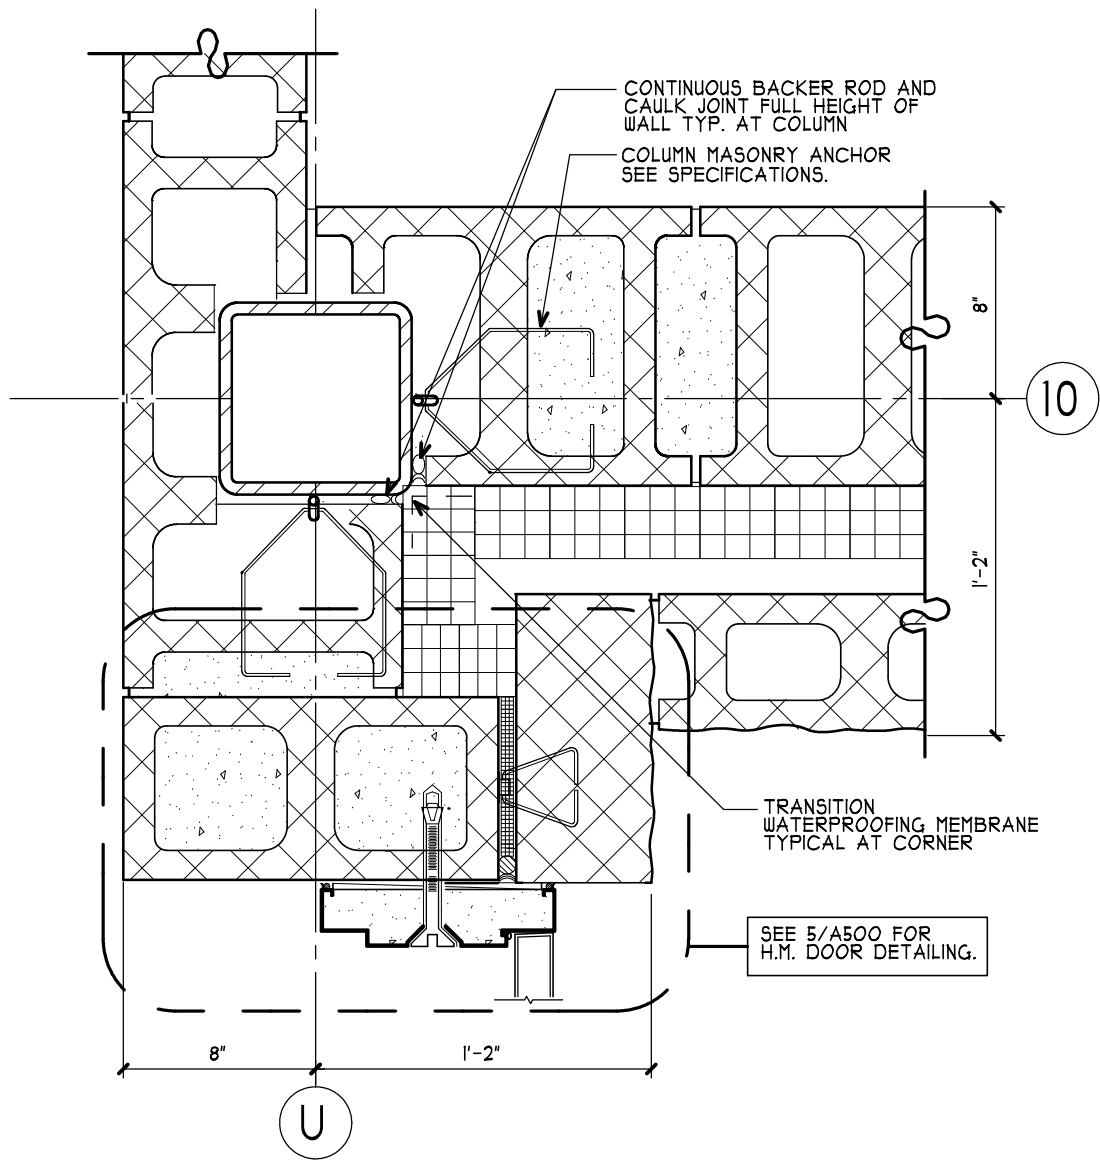 CONTINUOUS BACKER ROD AND
CAULK JOINT FULL HEIGHT OF
WALL TYP. AT COLUMN
COLUMN MASONRY ANCHOR
SEE SPECIFICATIONS.
8"
10
1'-2"
TRANSITION
WATERPROOFING MEMBRANE
TYPICAL AT CORNER
SEE 5/A500 FOR
H.M. DOOR DETAILING.
8"
1'-2"
U